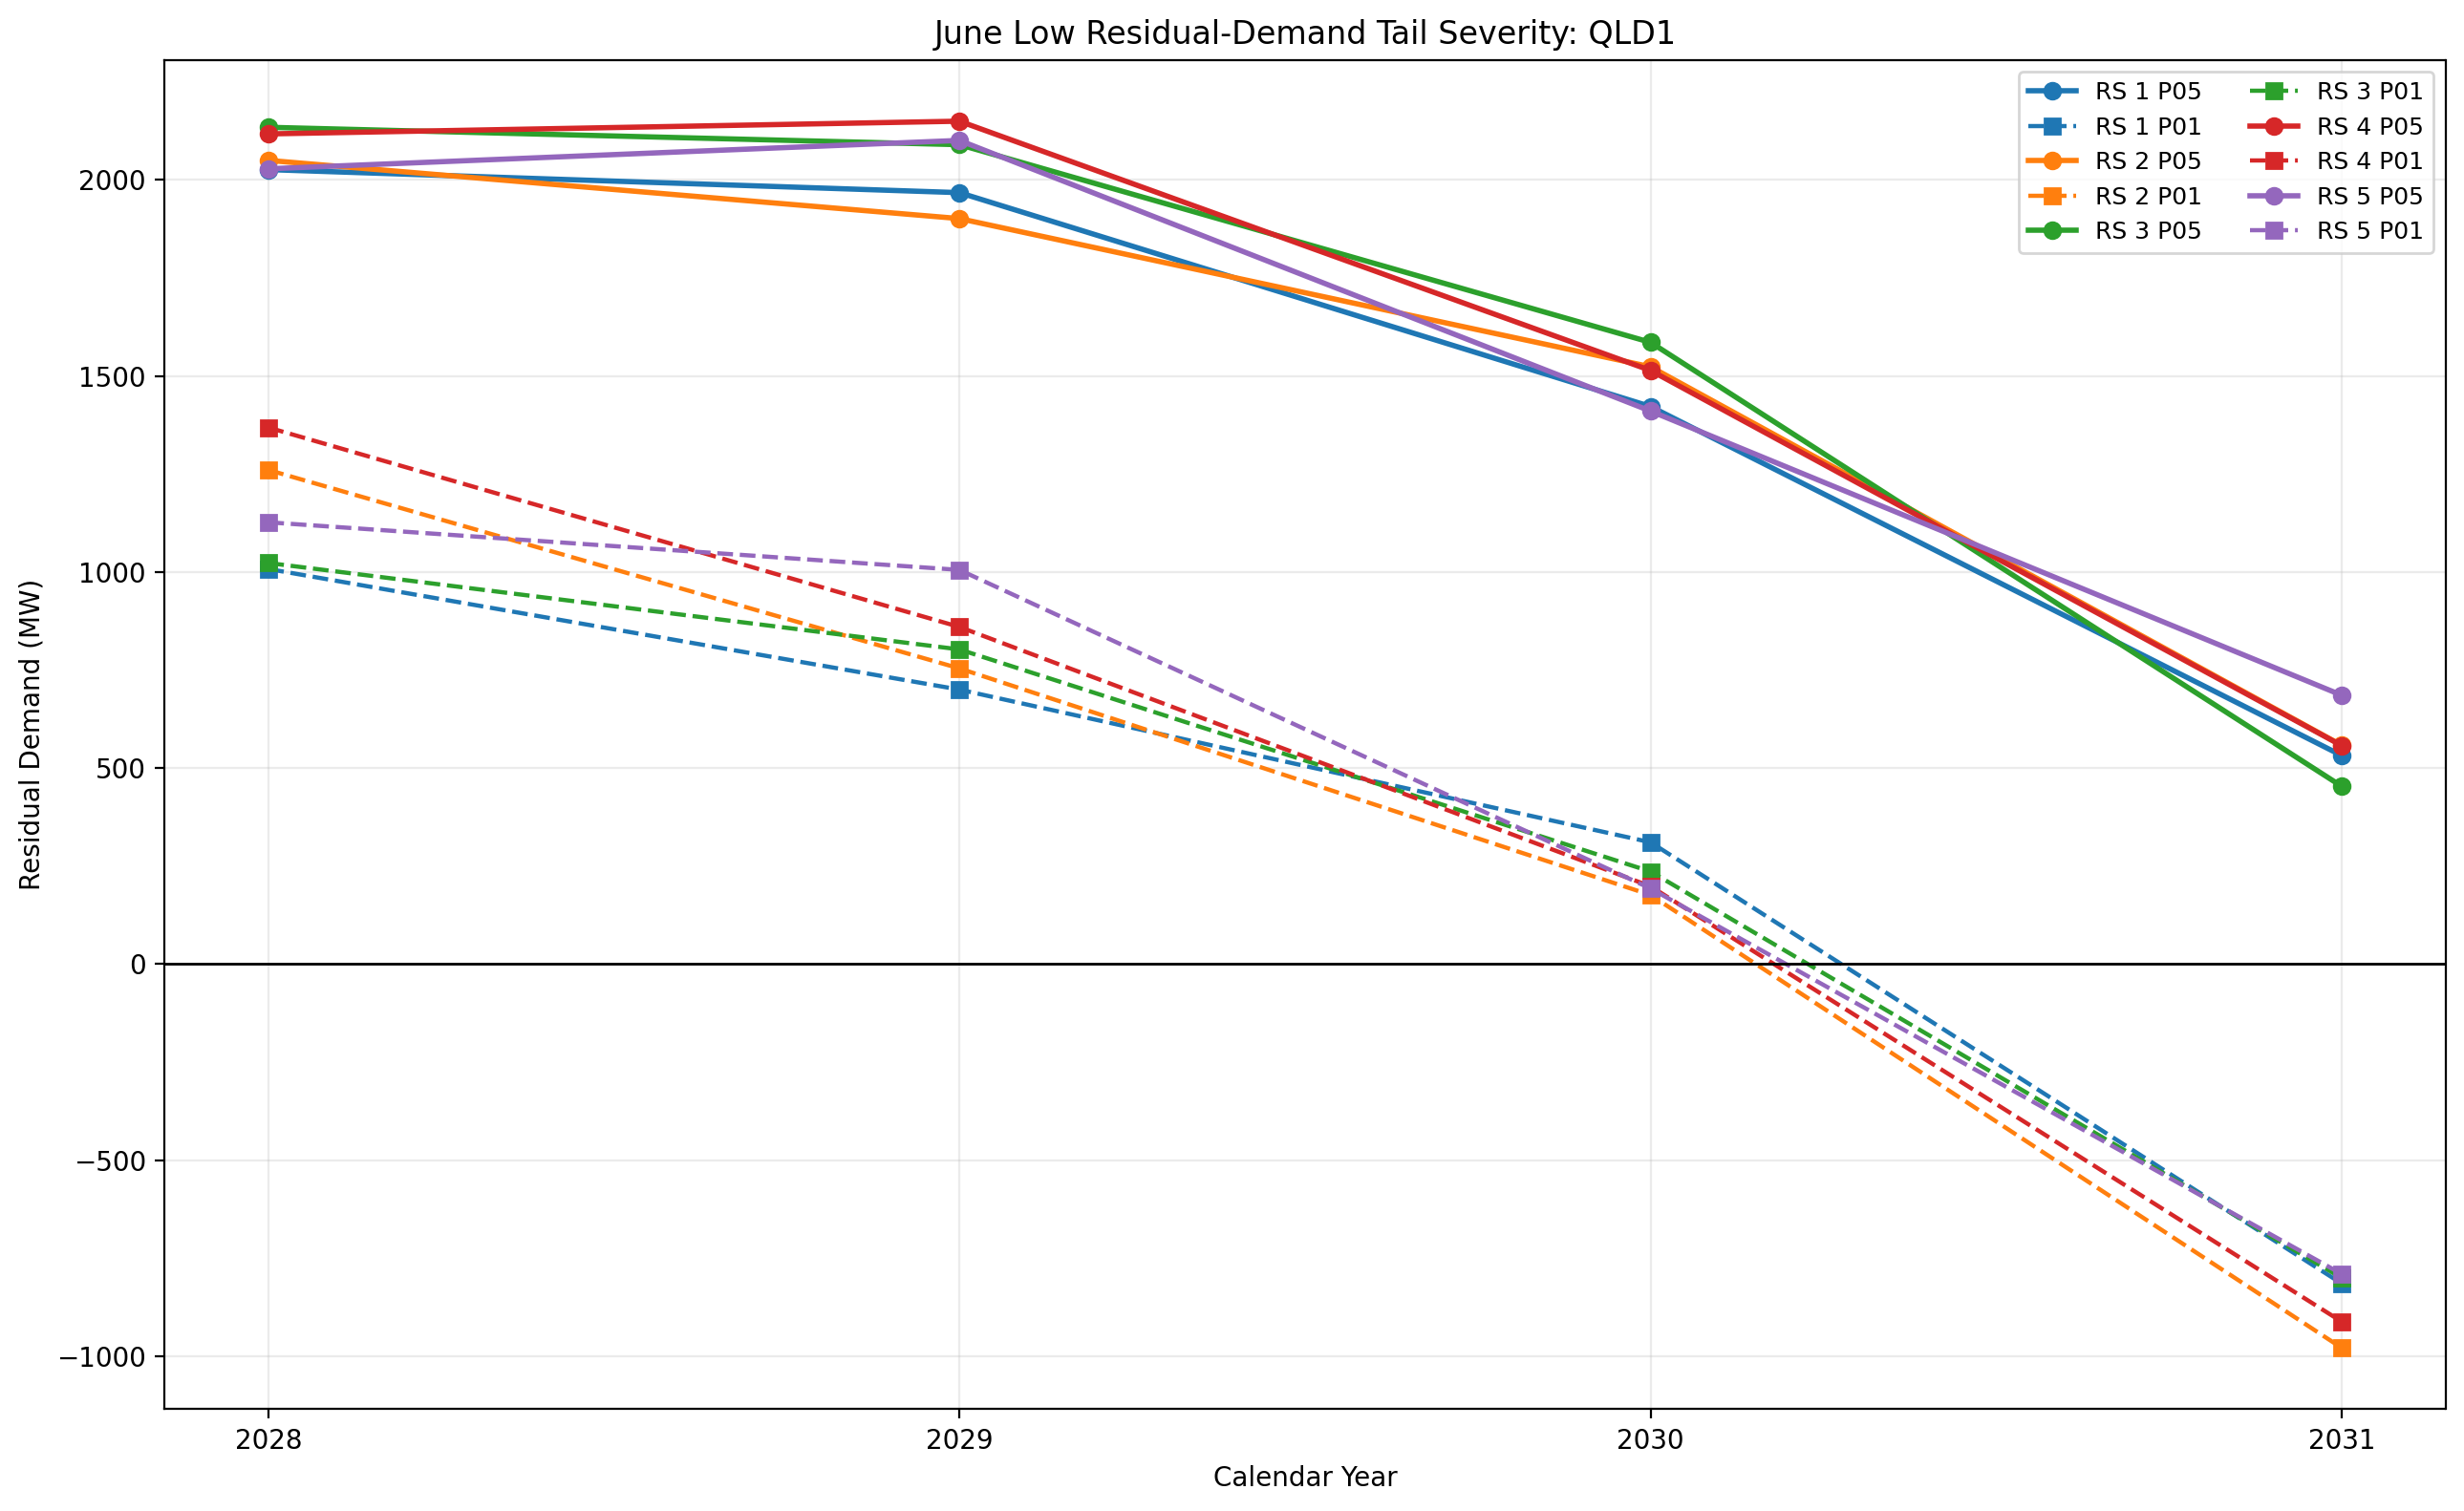 June Low Residual-Demand Tail Severity: QLD1
RS 1 P05
RS 1 P01
RS 2 P05
RS 2 P01
RS 3 P05
RS 3 P01
RS 4 P05
RS 4 P01
RS 5 P05
RS 5 P01
Residual Demand (MW)
2000
1500
1000
500
0
−500
−1000
2028 2029 2030 2031
Calendar Year